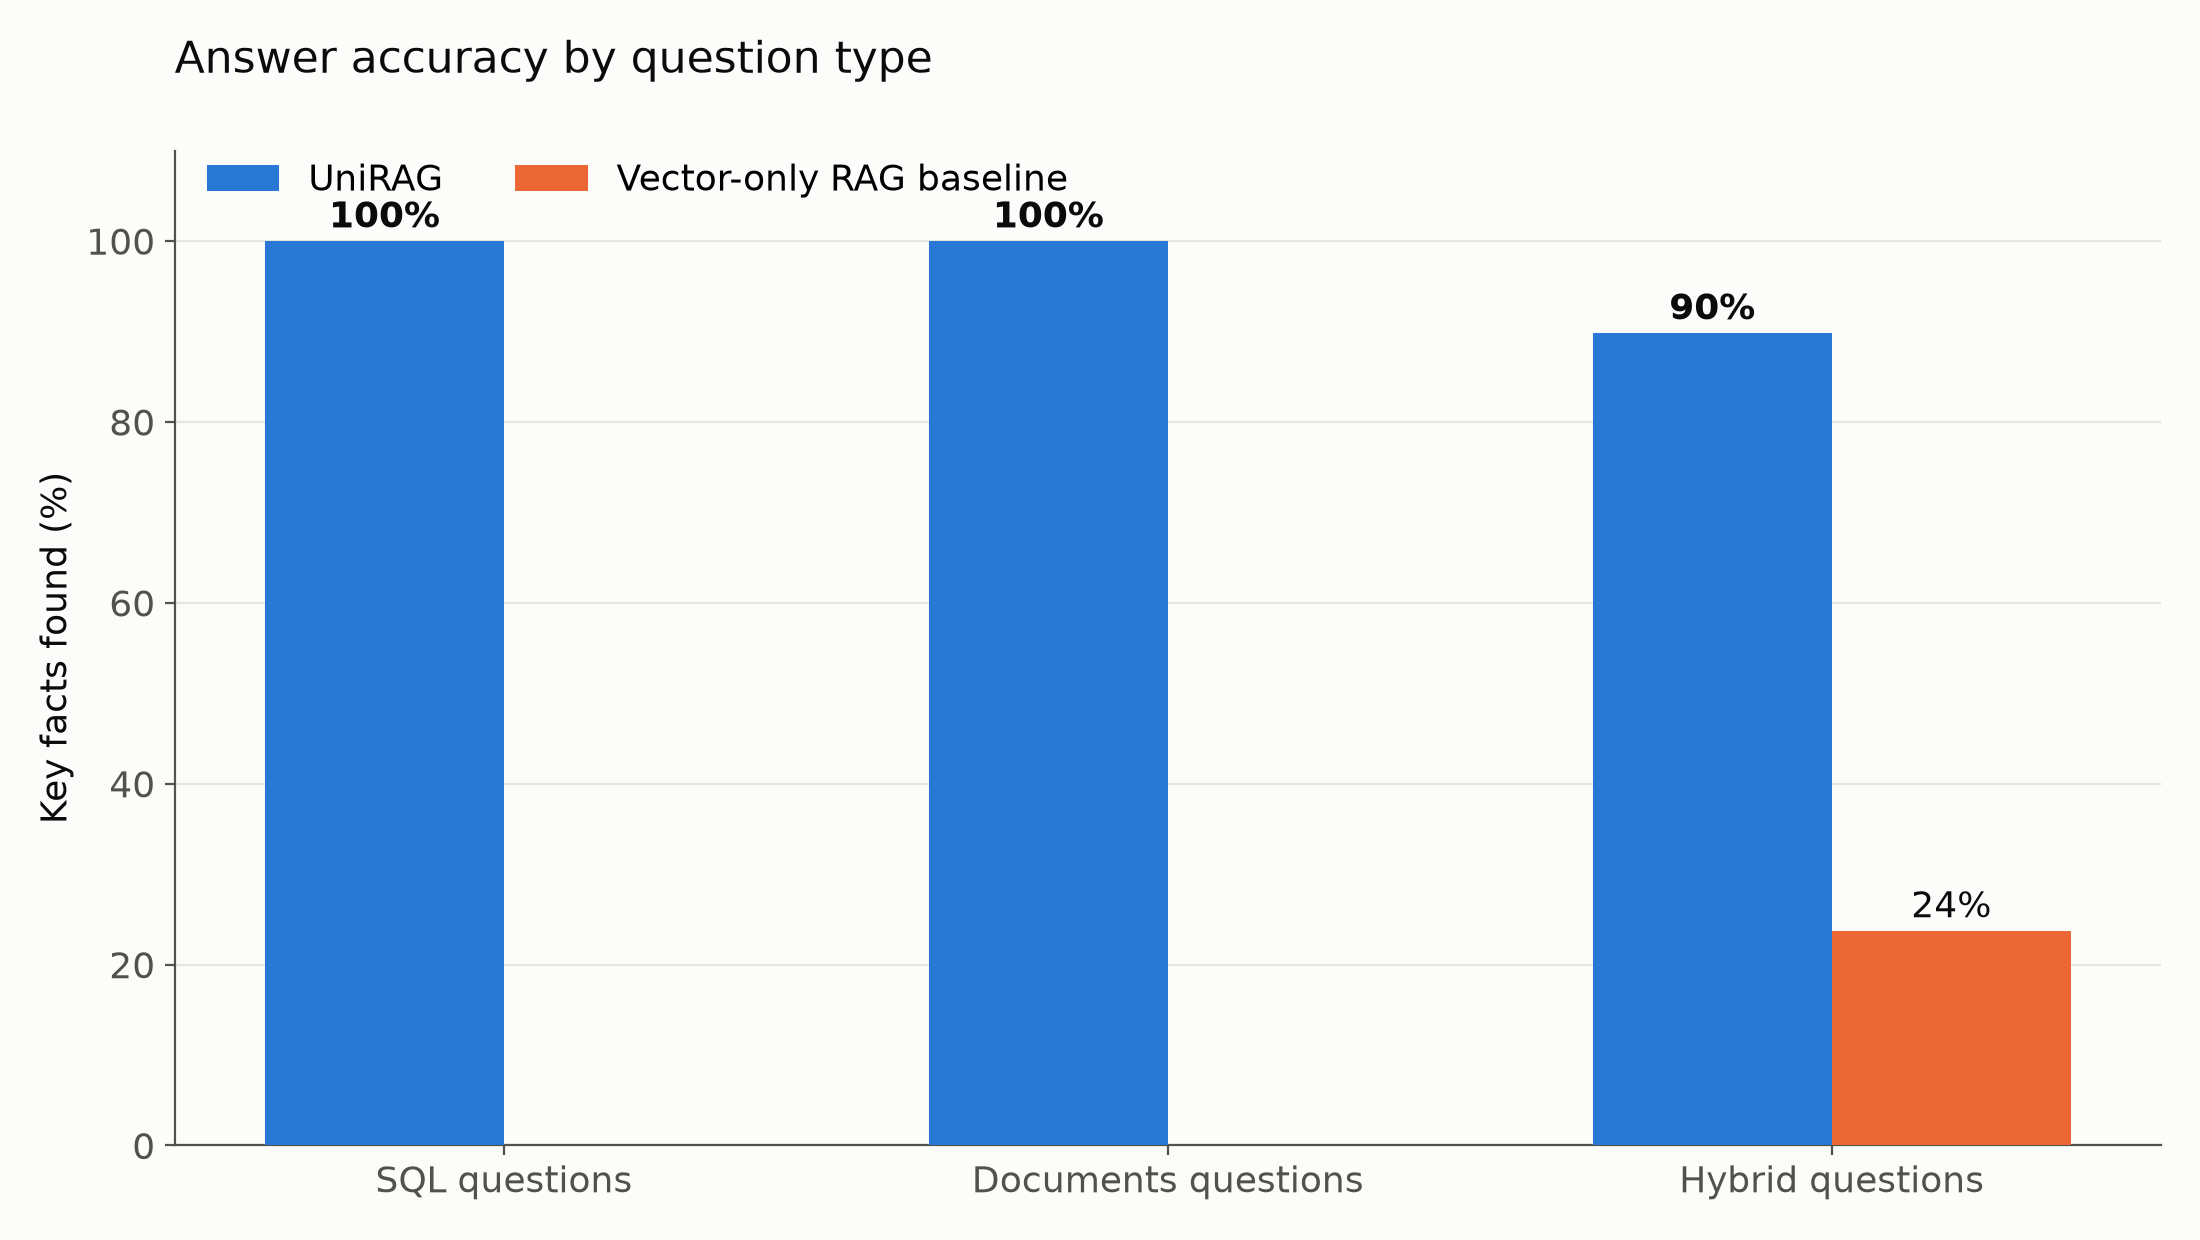 Answer accuracy by question type
UniRAG
Vector-only RAG baseline
100%
100%
90%
24%
Key facts found (%)
100
80
60
40
20
0
SQL questions
Documents questions
Hybrid questions